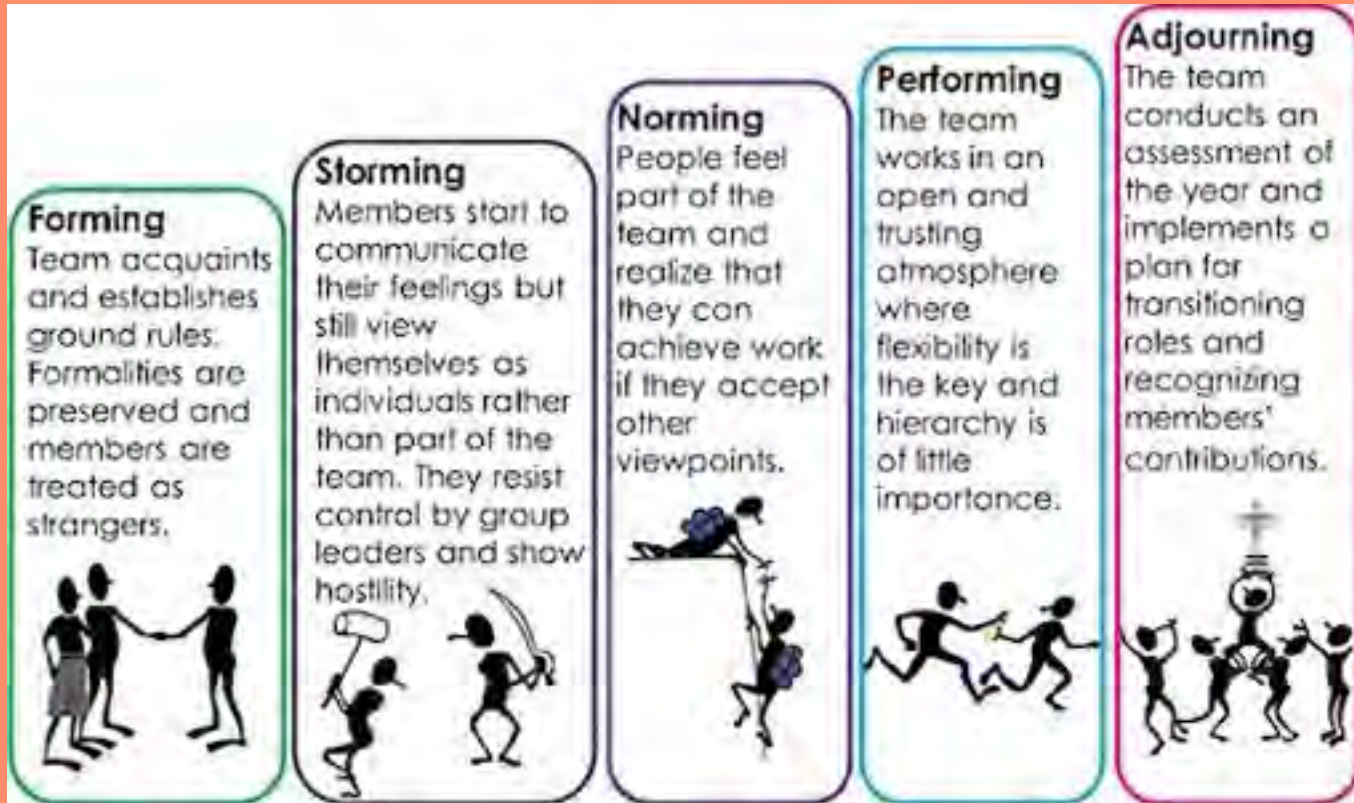 Forming
Team acquaints
and establishes
ground rules.
Formalities are
preserved and
members are
treated as
strangers.
Storming
Members start to
communicate
their feelings but
still view
themselves as
individuals rather
than part of the
team. They resist
control by group
leaders and show
hostility.
Norming
People feel
part of the
team and
realize that
they can
achieve work
if they accept
other
viewpoints.
Performing
The team
works in an
open and
trusting
atmosphere
where
flexibility is
the key and
hierarchy is
of little
importance.
Adjourning
The team
conducts an
assessment of
the year and
implements a
plan for
transitioning
roles and
recognizing
members'
contributions.